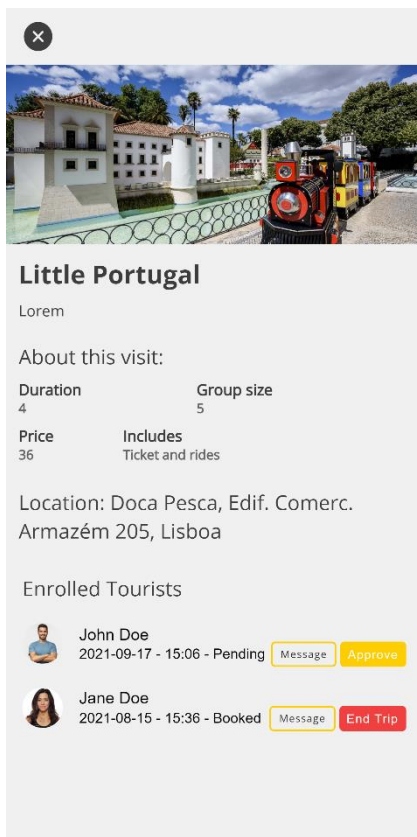 Little Portugal
Lorem
About this visit:
Duration Group size
4 5
Price Includes
36 Ticket and rides
Location: Doca Pesca, Edif. Comerc.
Armazém 205, Lisboa
Enrolled Tourists
John Doe
2021-09-17 - 15:06 - Pending Message Approve
Jane Doe
2021-08-15 - 15:36 - Booked Message End Trip